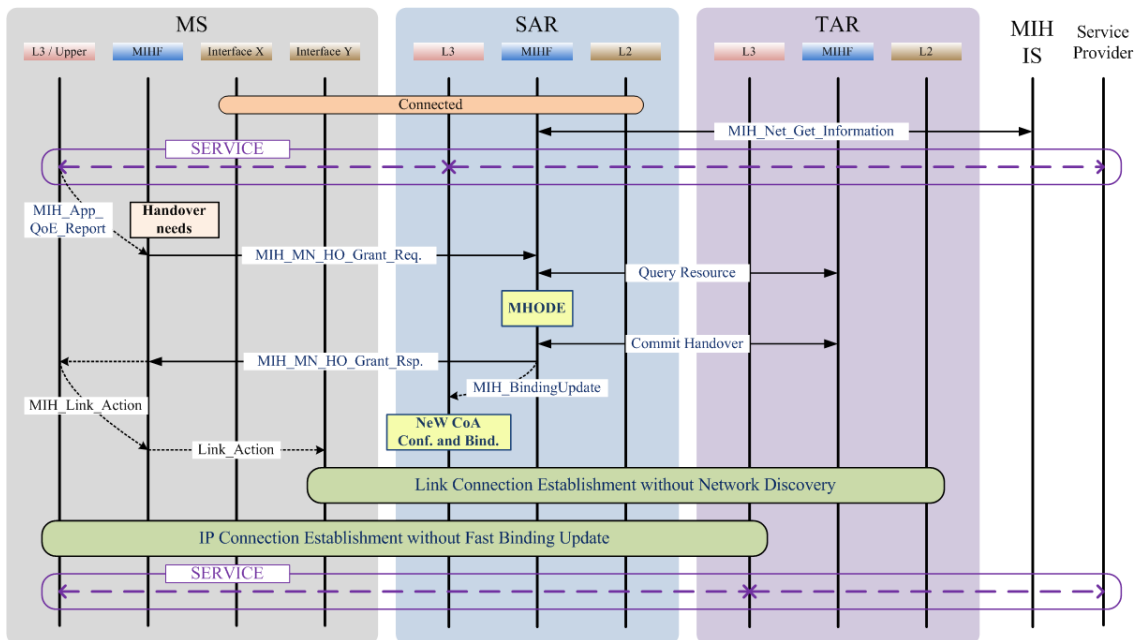 MS
SAR
TAR
MIH
IS
Service
Provider
L3 / Upper
MIHF
Interface X
Interface Y
L3
MIHF
L2
L3
MIHF
L2
Connected
MIH_Net_Get_Information
SERVICE
MIH_App_
QoE_Report
Handover
needs
MIH_MN_HO_Grant_Req.
Query Resource
MHODE
Commit Handover
MIH_MN_HO_Grant_Rsp.
MIH_BindingUpdate
MIH_Link_Action
NeW CoA
Conf. and Bind.
Link_Action
Link Connection Establishment without Network Discovery
IP Connection Establishment without Fast Binding Update
SERVICE